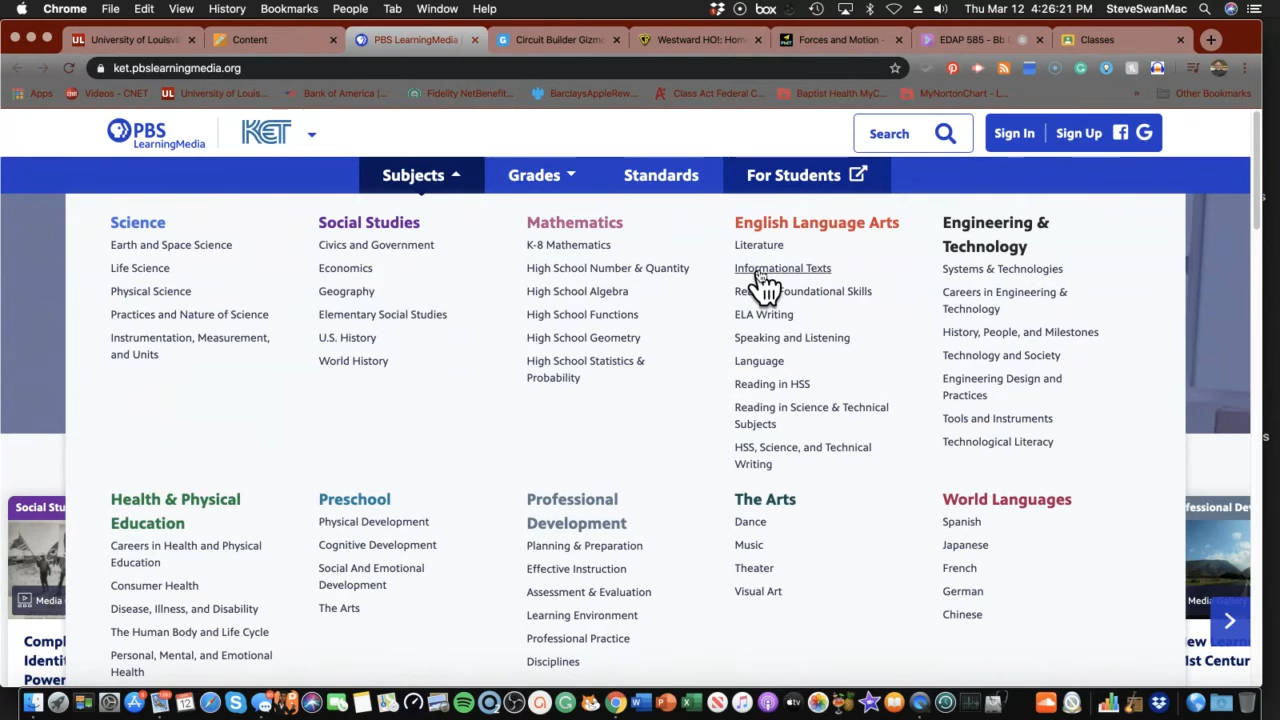 Chrome File Edit View History Bookmarks People Tab Window Help box Thu Mar 12 4:26:21 PM SteveSwanMac
University of Louisvi Content PBS LearningMedia Circuit Builder Gizm Westward HO!: Hom Forces and Motion - EDAP 585 - Bb C Classes
ket.pbslearningmedia.org
Apps Videos - CNET University of Louis... Bank of America |... Fidelity NetBenefit... BarclaysAppleRew... Class Act Federal C... Baptist Health MyC... MyNortonChart - L... » Other Bookmarks
PBS LearningMedia KET Search Sign In Sign Up
Subjects Grades Standards For Students
Science
Earth and Space Science
Life Science
Physical Science
Practices and Nature of Science
Instrumentation, Measurement,
and Units
Social Studies
Civics and Government
Economics
Geography
Elementary Social Studies
U.S. History
World History
Mathematics
K-8 Mathematics
High School Number & Quantity
High School Algebra
High School Functions
High School Geometry
High School Statistics &
Probability
English Language Arts
Literature
Informational Texts
Re Foundational Skills
ELA Writing
Speaking and Listening
Language
Reading in HSS
Reading in Science & Technical
Subjects
HSS, Science, and Technical
Writing
Engineering &
Technology
Systems & Technologies
Careers in Engineering &
Technology
History, People, and Milestones
Technology and Society
Engineering Design and
Practices
Tools and Instruments
Technological Literacy
Health & Physical
Education
Careers in Health and Physical
Education
Consumer Health
Disease, Illness, and Disability
The Human Body and Life Cycle
Personal, Mental, and Emotional
Health
Preschool
Physical Development
Cognitive Development
Social And Emotional
Development
The Arts
Professional
Development
Planning & Preparation
Effective Instruction
Assessment & Evaluation
Learning Environment
Professional Practice
Disciplines
The Arts
Dance
Music
Theater
Visual Art
World Languages
Spanish
Japanese
French
German
Chinese
Social Stu
Media
Compl
Identit
Power
fessional Dev
Media Gallery
ew Learn
1st Centur